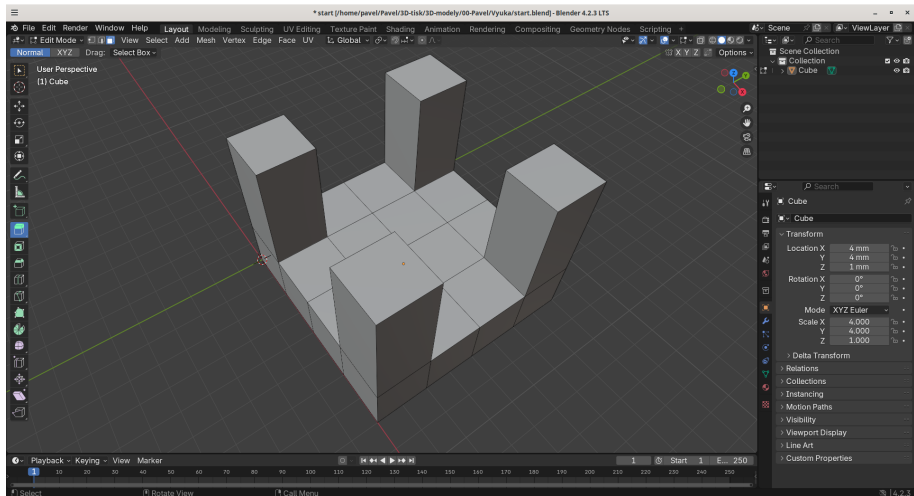 * start [/home/pavel/Pavel/3D-tisk/3D-modely/00-Pavel/Vyuka/start.blend] - Blender 4.2.3 LTS
File Edit Render Window Help Layout Modeling Sculpting UV Editing Texture Paint Shading Animation Rendering Compositing Geometry Nodes Scripting + Scene ViewLayer
Edit Mode View Select Add Mesh Vertex Edge Face UV Global Search
Normal XYZ Drag: Select Box X Y Z Options
Scene Collection
User Perspective
Collection
(1) Cube
Cube
Z
Y
X
Search
Cube
Cube
Transform
Location X 4 mm
Y 4 mm
Z 1 mm
Rotation X 0°
Y 0°
Z 0°
Mode XYZ Euler
Scale X 4.000
Y 4.000
Z 1.000
Delta Transform
Relations
Collections
Instancing
Motion Paths
Visibility
Viewport Display
Line Art
Custom Properties
Playback Keying View Marker 1 Start 1 E... 250
1 10 20 30 40 50 60 70 80 90 100 110 120 130 140 150 160 170 180 190 200 210 220 230 240 250
Select Rotate View Call Menu 4.2.3